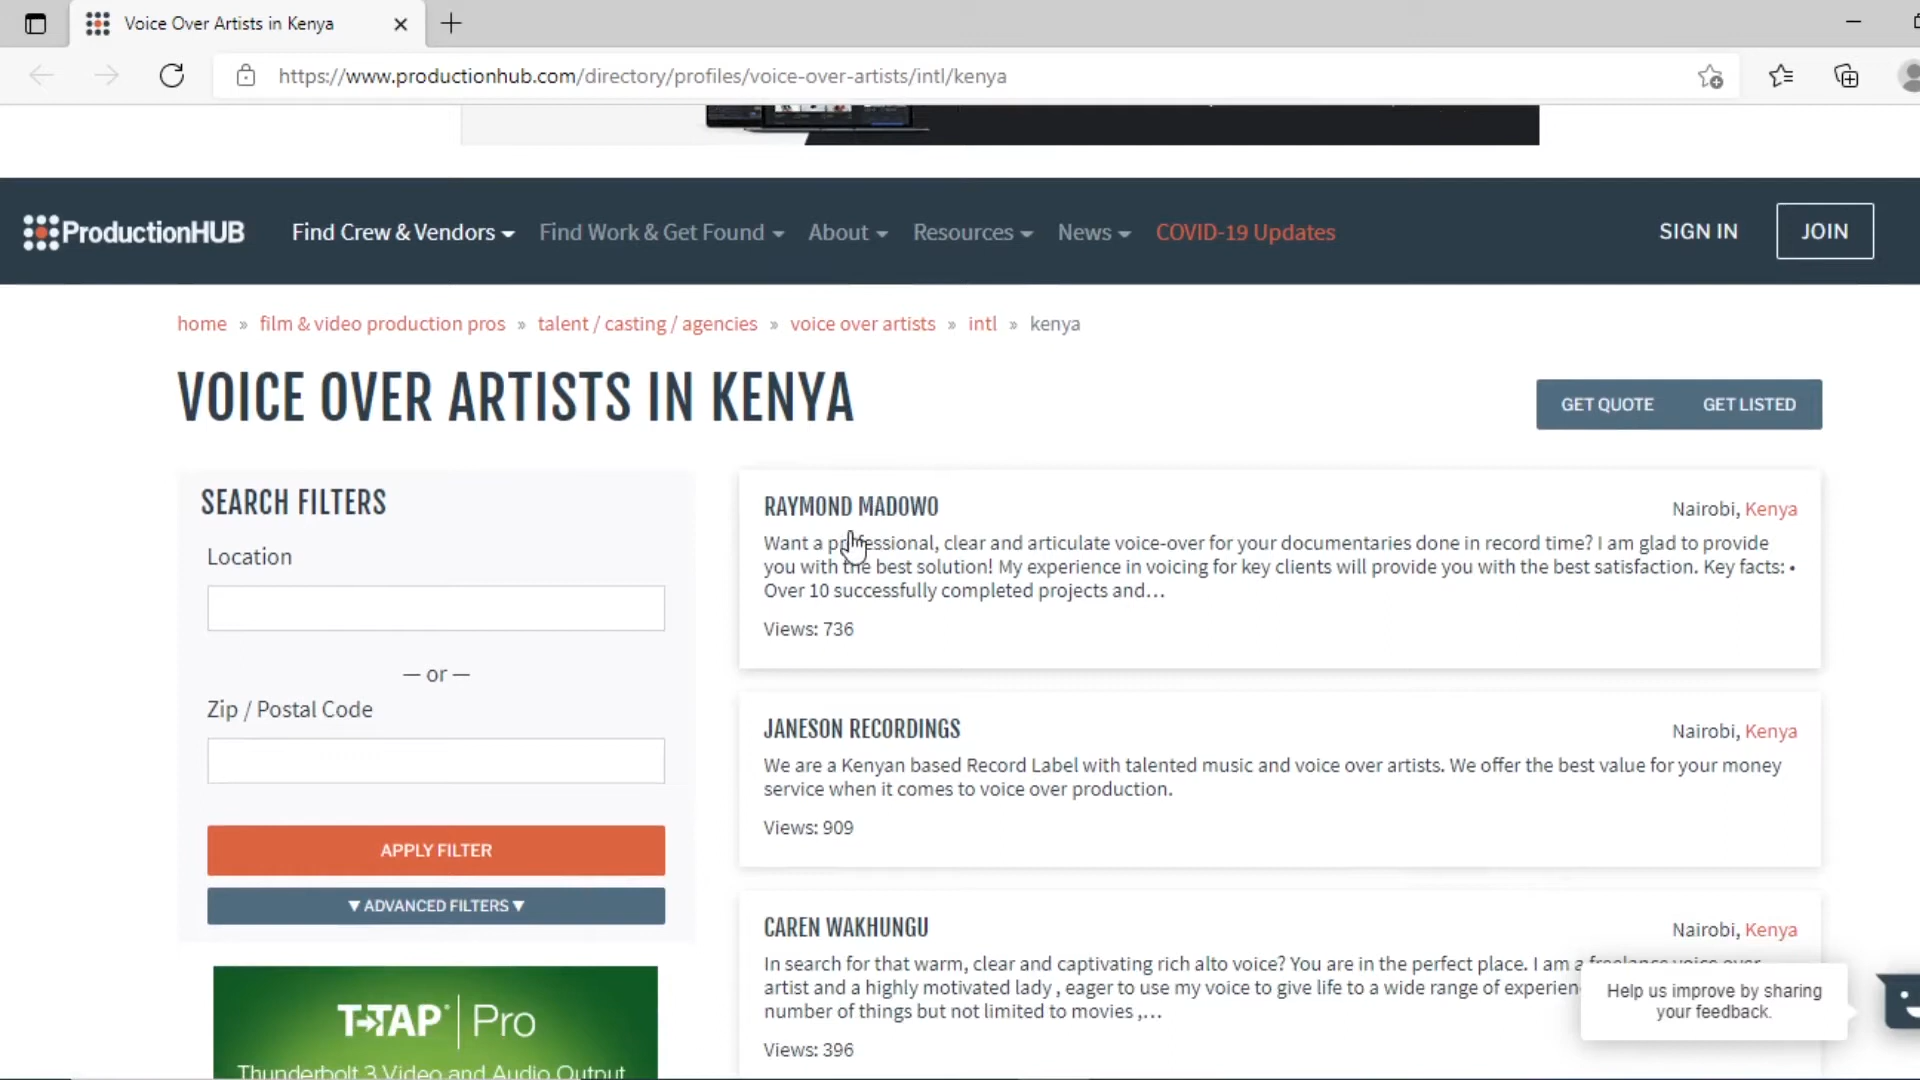 Voice Over Artists in Kenya
https://www.productionhub.com/directory/profiles/voice-over-artists/intl/kenya
ProductionHUB Find Crew & Vendors Find Work & Get Found About Resources News COVID-19 Updates SIGN IN JOIN
home » film & video production pros » talent / casting / agencies » voice over artists » intl » kenya
VOICE OVER ARTISTS IN KENYA
GET QUOTE GET LISTED
SEARCH FILTERS
Location
— or —
Zip / Postal Code
APPLY FILTER
▼ ADVANCED FILTERS ▼
T-TAP Pro
Thunderbolt 3 Video and Audio Output
RAYMOND MADOWO
Nairobi, Kenya
Want a professional, clear and articulate voice-over for your documentaries done in record time? I am glad to provide
you with the best solution! My experience in voicing for key clients will provide you with the best satisfaction. Key facts: •
Over 10 successfully completed projects and...
Views: 736
JANESON RECORDINGS
Nairobi, Kenya
We are a Kenyan based Record Label with talented music and voice over artists. We offer the best value for your money
service when it comes to voice over production.
Views: 909
CAREN WAKHUNGU
Nairobi, Kenya
In search for that warm, clear and captivating rich alto voice? You are in the perfect place. I am a freelance voice over
artist and a highly motivated lady , eager to use my voice to give life to a wide range of
number of things but not limited to movies ,...
Views: 396
Help us improve by sharing
your feedback.